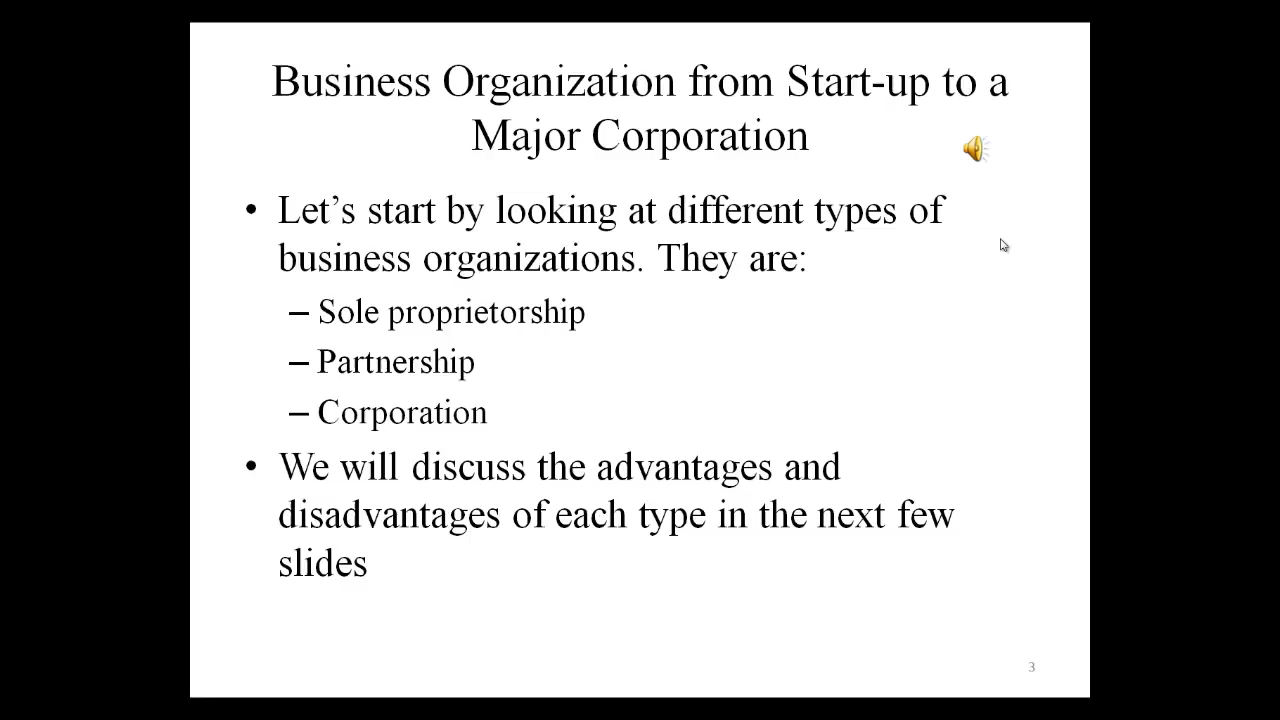 Business Organization from Start-up to a
Major Corporation
• Let’s start by looking at different types of
business organizations. They are:
– Sole proprietorship
– Partnership
– Corporation
• We will discuss the advantages and
disadvantages of each type in the next few
slides
3